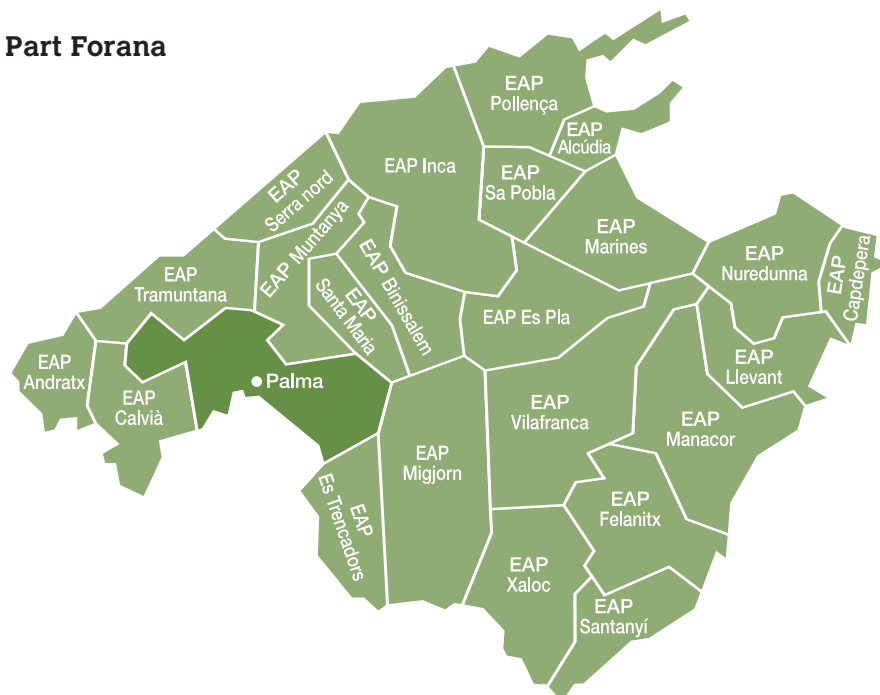 Part Forana
EAP
Pollença
EAP
Alcúdia
EAP Inca
EAP
Sa Pobla
EAP
Serra nord
EAP Muntanya
EAP
Marines
EAP
Nuredunna
EAP
Capdepera
EAP
Tramuntana
EAP Binissalem
EAP
Santa Maria
EAP Es Pla
EAP
Llevant
EAP
Andratx
Palma
EAP
Calvià
EAP
Vilafranca
EAP
Manacor
EAP
Migjorn
EAP
Es Trencadors
EAP
Felanitx
EAP
Xaloc
EAP
Santanyí